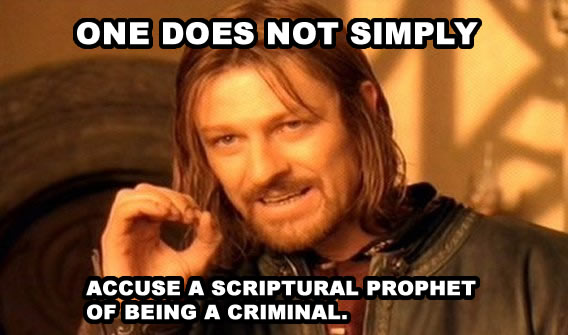 ONE DOES NOT SIMPLY
ACCUSE A SCRIPTURAL PROPHET
OF BEING A CRIMINAL.